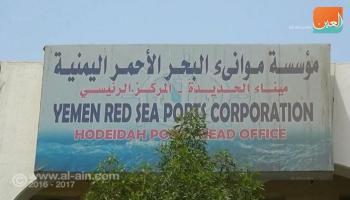 العين
مؤسسة موانىء البحر الأحمر اليمنية
ميناء الحديدة - المركز الرئيسي
YEMEN RED SEA PORTS CORPORATION
HODEIDAH HEAD OFFICE
www.al-ain.com
2016 - 2017